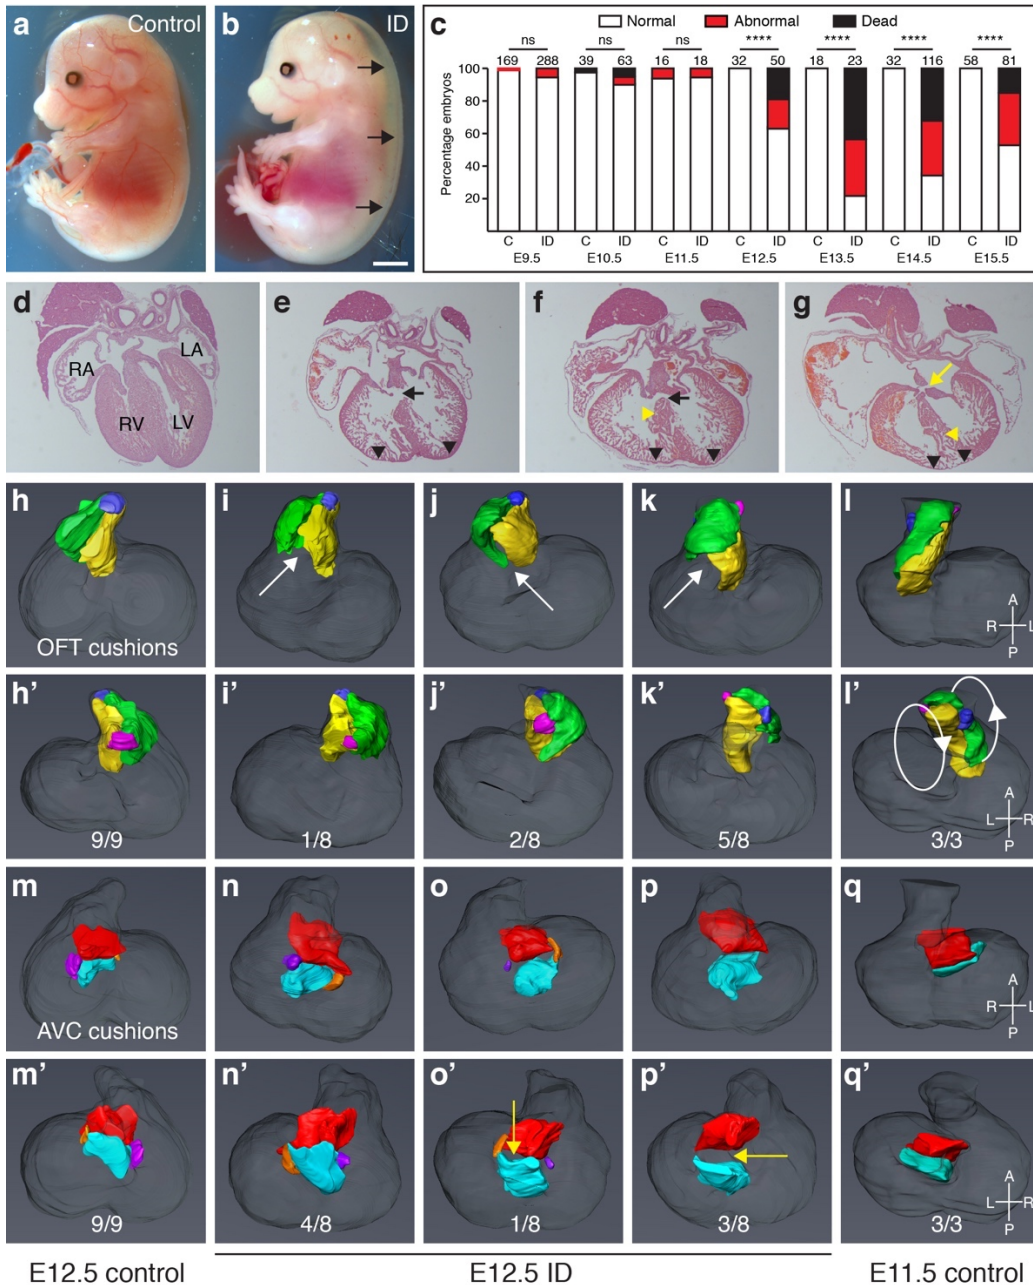 a Control
b ID
c Normal Abnormal Dead
ns ns ns **** **** **** ****
169 288 39 63 16 18 32 50 18 23 32 116 58 81
Percentage embryos
100
80
60
40
20
C ID C ID C ID C ID C ID C ID C ID
E9.5 E10.5 E11.5 E12.5 E13.5 E14.5 E15.5
d RA LA RV LV
e
f
g
h OFT cushions
i
j
k
l A R L P
h’ 9/9
i’ 1/8
j’ 2/8
k’ 5/8
l’ 3/3 A L R P
m AVC cushions
n
o
p
q A R L P
m’ 9/9
n’ 4/8
o’ 1/8
p’ 3/8
q’ 3/3 A L R P
E12.5 control E12.5 ID E11.5 control